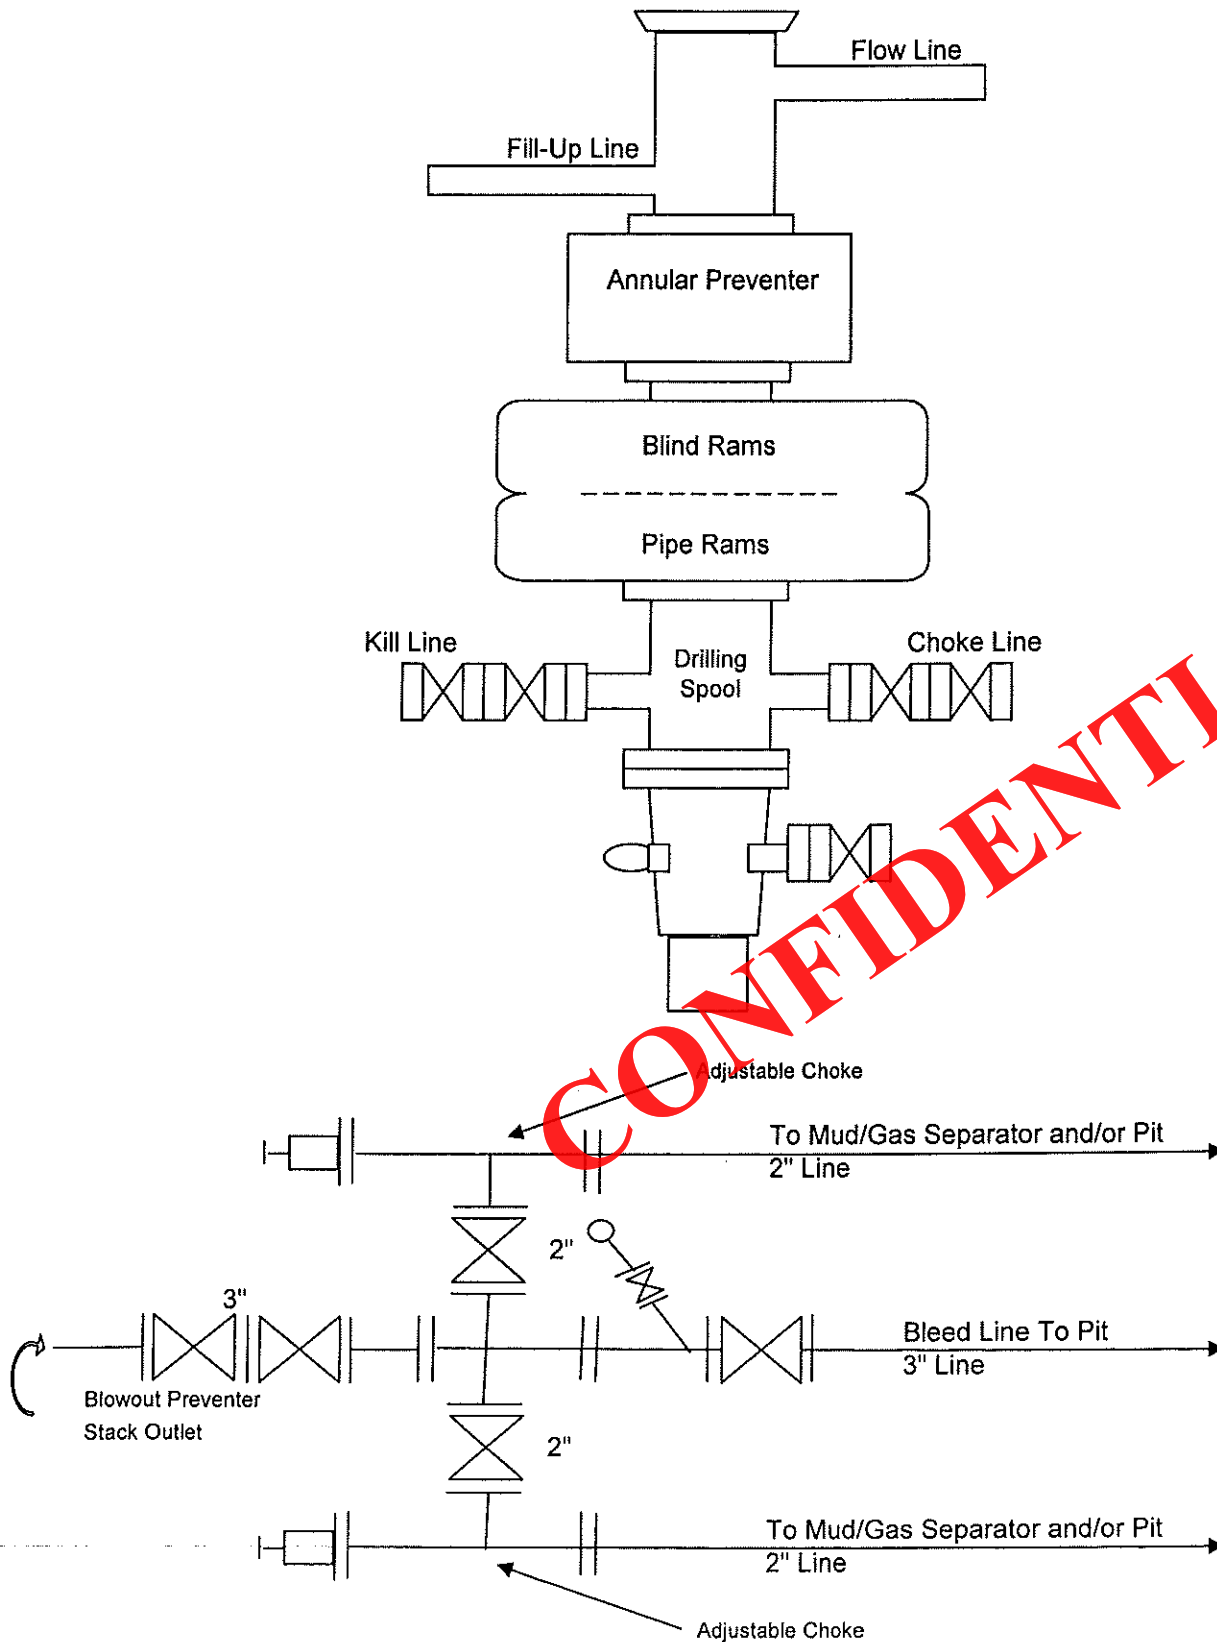 Flow Line
Fill-Up Line
Annular Preventer
Blind Rams
Pipe Rams
Kill Line
Choke Line
Drilling
Spool
CONFIDENTI
Adjustable Choke
To Mud/Gas Separator and/or Pit
2" Line
2"
3"
Bleed Line To Pit
3" Line
Blowout Preventer
Stack Outlet
2"
To Mud/Gas Separator and/or Pit
2" Line
Adjustable Choke